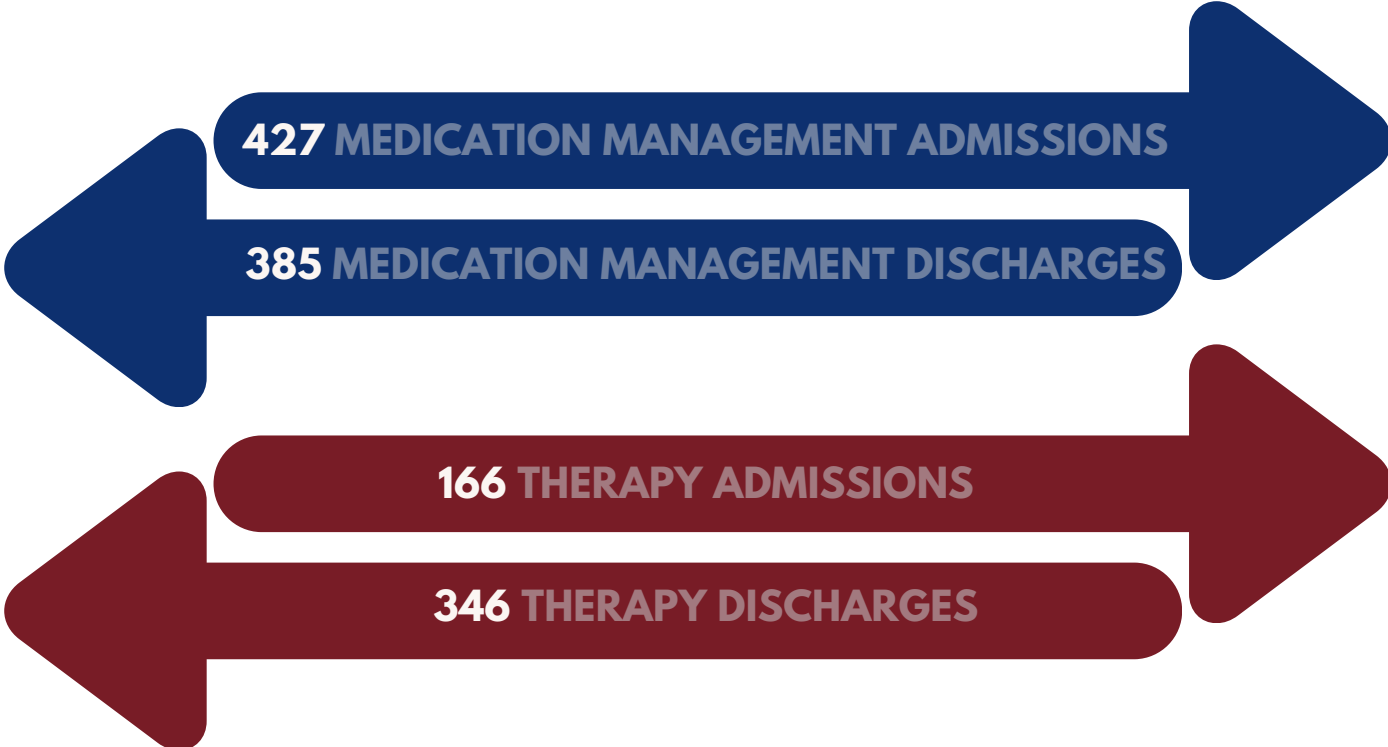 427 MEDICATION MANAGEMENT ADMISSIONS
385 MEDICATION MANAGEMENT DISCHARGES
166 THERAPY ADMISSIONS
346 THERAPY DISCHARGES